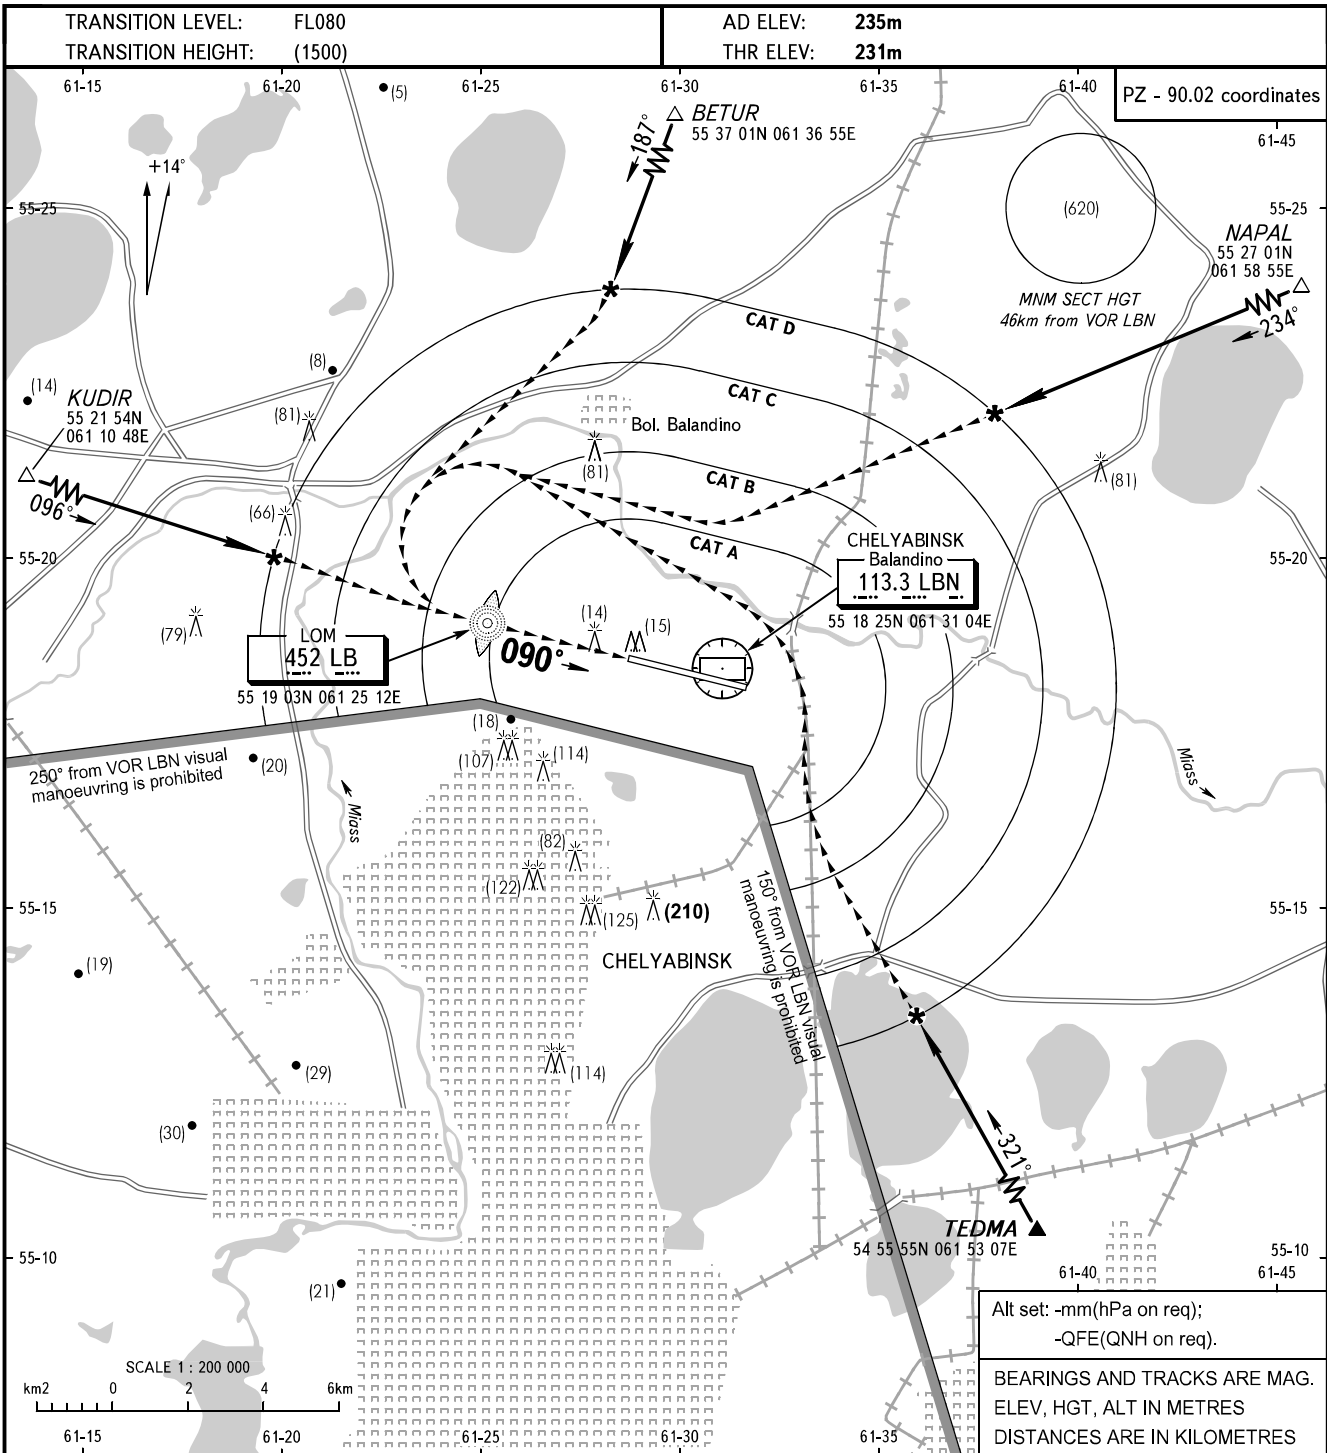 TRANSITION LEVEL: FL080
TRANSITION HEIGHT: (1500)
AD ELEV: 235m
THR ELEV: 231m
61-15 61-20 61-25 61-30 61-35 61-40
PZ - 90.02 coordinates
61-45
(5)
BETUR
55 37 01N 061 36 55E
187°
+14°
55-25
(620)
55-25
NAPAL
55 27 01N
061 58 55E
MNM SECT HGT
46km from VOR LBN
234°
CAT D
(8)
(14)
KUDIR
55 21 54N
061 10 48E
(81)
CAT C
Bol. Balandino
(81)
CAT B
(81)
096°
(66)
CAT A
CHELYABINSK
Balandino
113.3 LBN
55 18 25N 061 31 04E
55-20
55-20
(79)
LOM
452 LB
55 19 03N 061 25 12E
090°
(14)
(15)
(18)
(107)
(114)
(20)
250° from VOR LBN visual
manoeuvring is prohibited
Miass
Miass
(82)
(122)
(125)
(210)
150° from VOR LBN visual
manoeuvring is prohibited
55-15
55-15
CHELYABINSK
(19)
(29)
(114)
(30)
321°
TEDMA
54 55 55N 061 53 07E
55-10
55-10
61-40 61-45
(21)
Alt set: -mm(hPa on req);
-QFE(QNH on req).
SCALE 1 : 200 000
km2 0 2 4 6km
BEARINGS AND TRACKS ARE MAG.
ELEV, HGT, ALT IN METRES
DISTANCES ARE IN KILOMETRES
61-15 61-20 61-25 61-30 61-35